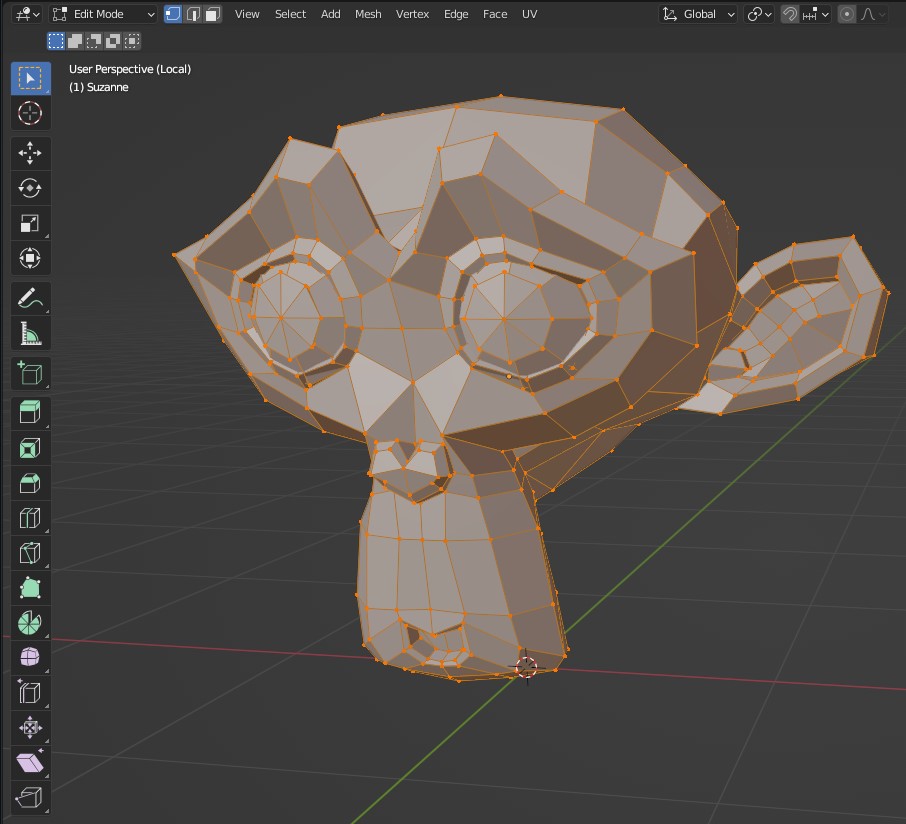 Edit Mode View Select Add Mesh Vertex Edge Face UV Global
User Perspective (Local)
(1) Suzanne